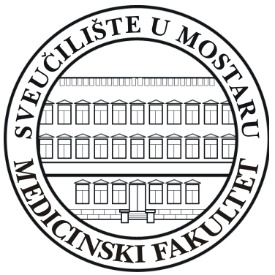 SVEUČILIŠTE U MOSTARU
MEDICINSKI FAKULTET